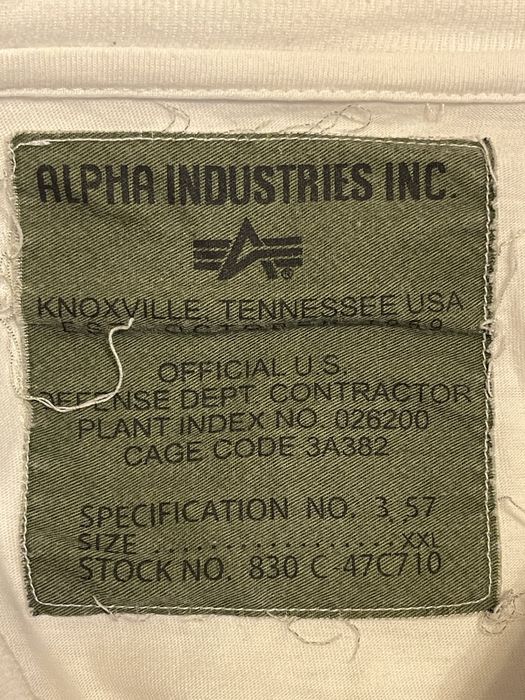 ALPHA INDUSTRIES INC.
A®
KNOXVILLE, TENNESSEE USA
OFFICIAL U.S.
DEFENSE DEPT CONTRACTOR
PLANT INDEX NO. 026200
CAGE CODE 3A382
SPECIFICATION NO. 3.57
SIZE ..................XXL
STOCK NO. 830 C -47C710